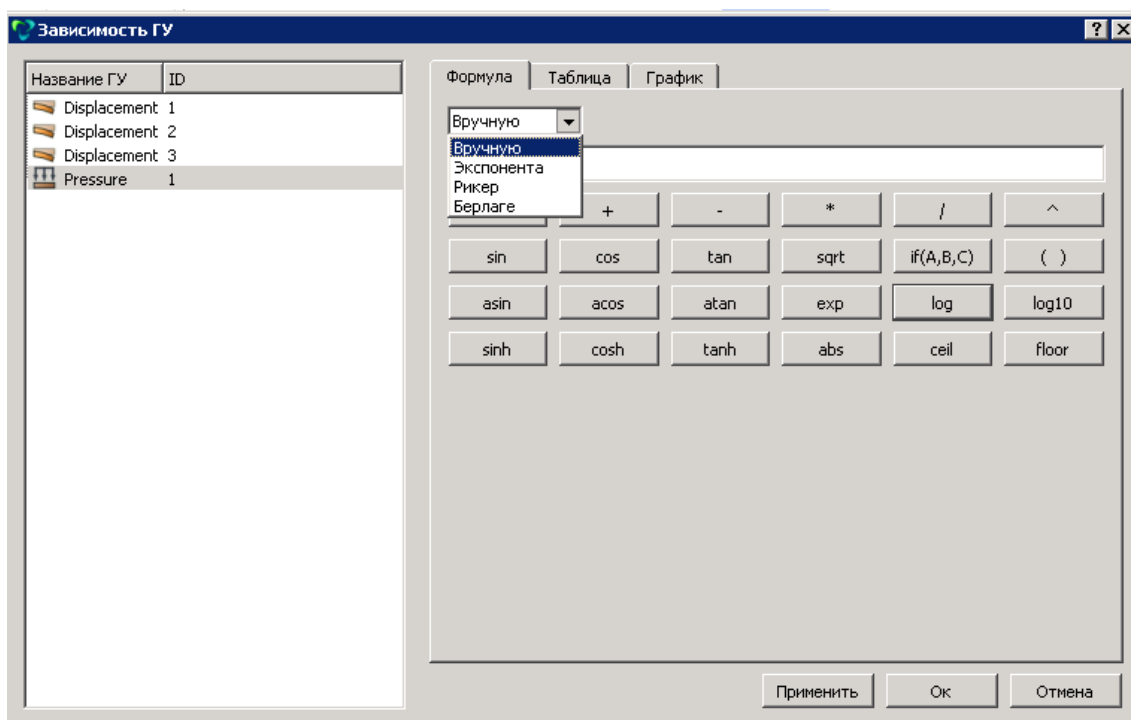 Зависимость ГУ
Название ГУ ID
Displacement 1
Displacement 2
Displacement 3
Pressure 1
Формула Таблица График
Вручную
Вручную
Экспонента
Рикер
Берлаге
+ - * / ^
sin cos tan sqrt if(A,B,C) ( )
asin acos atan exp log log10
sinh cosh tanh abs ceil floor
Применить Ок Отмена